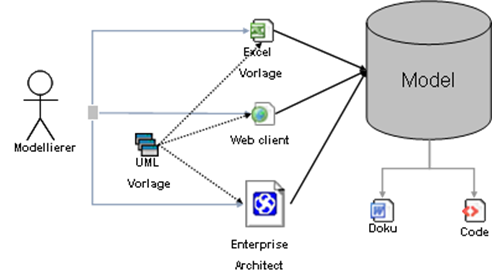 Excel
Vorlage
Model
Modellierer
UML
Vorlage
Web client
Enterprise
Architect
Doku
Code